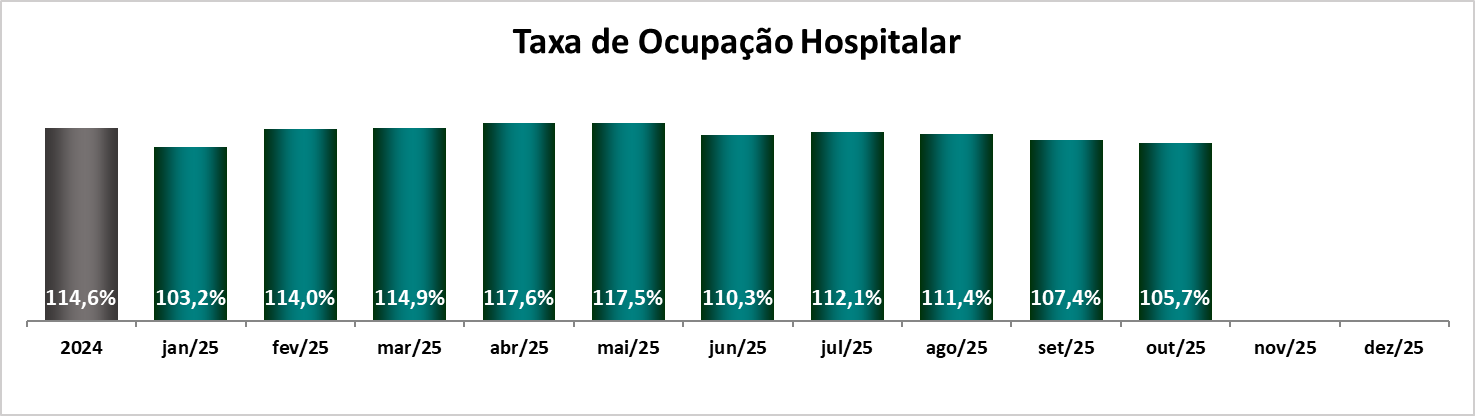 Taxa de Ocupação Hospitalar
114,6% 103,2% 114,0% 114,9% 117,6% 117,5% 110,3% 112,1% 111,4% 107,4% 105,7%
2024 jan/25 fev/25 mar/25 abr/25 mai/25 jun/25 jul/25 ago/25 set/25 out/25 nov/25 dez/25